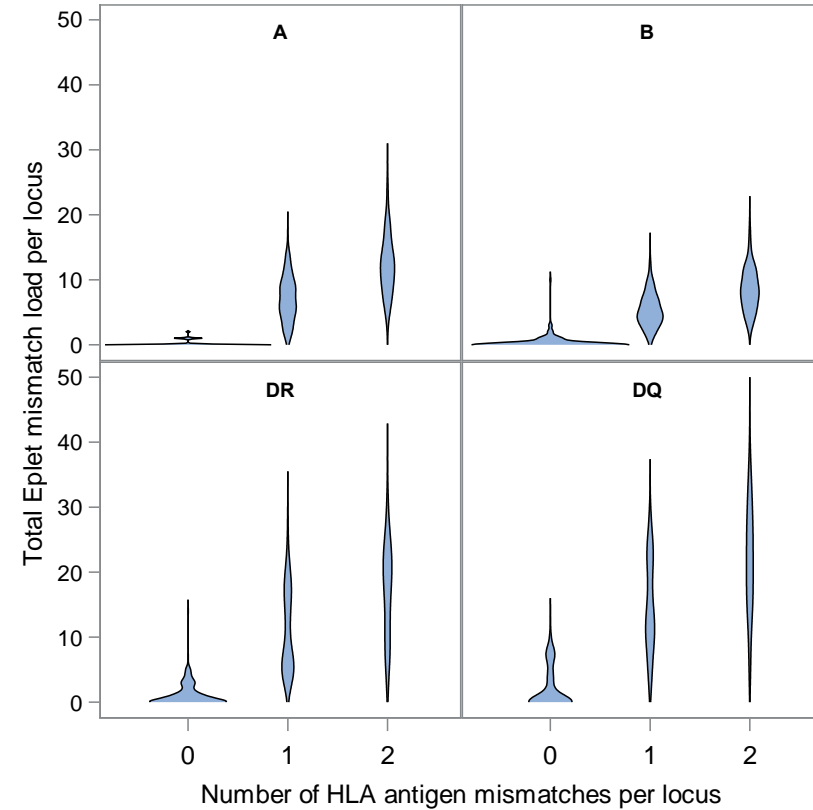 Total Eplet mismatch load per locus
A
B
50
40
30
20
10
0
DR
DQ
50
40
30
20
10
0
0 1 2 0 1 2
Number of HLA antigen mismatches per locus